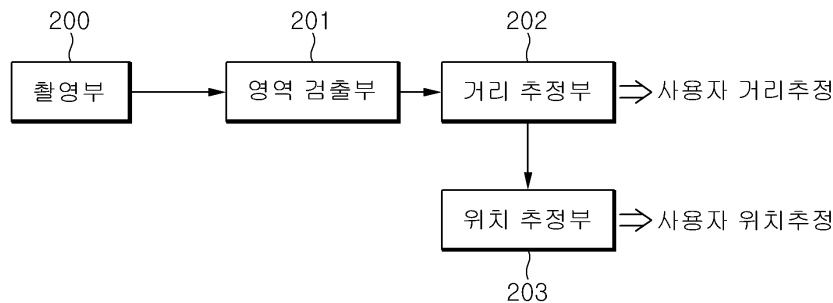 200
201
202
촬영부
영역 검출부
거리 추정부
사용자 거리추정
위치 추정부
사용자 위치추정
203